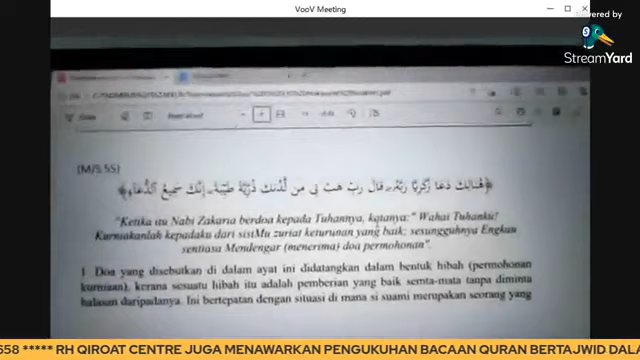 VooV Meeting
Powered by
StreamYard
(M/S 55)
﴿هُنَالِكَ دَعَا زَكَرِيَّا رَبَّهُ قَالَ رَبِّ هَبْ لِي مِن لَّدُنكَ ذُرِّيَّةً طَيِّبَةً إِنَّكَ سَمِيعُ الدُّعَاءِ﴾
"Ketika itu Nabi Zakaria berdoa kepada Tuhannya, katanya:" Wahai Tuhanku!
Kurniakanlah kepadaku dari sisiMu zuriat keturunan yang baik; sesungguhnya Engkau
sentiasa Mendengar (menerima) doa permohonan".
1 Doa yang disebutkan di dalam ayat ini didatangkan dalam bentuk hibah (permohonan
kurniaan), kerana sesuatu hibah itu adalah pemberian yang baik semta-mata tanpa diminta
balasan daripadanya. Ini bertepatan dengan situasi di mana si suami merupakan seorang yang
658 ***** RH QIROAT CENTRE JUGA MENAWARKAN PENGUKUHAN BACAAN QURAN BERTAJWID DALA